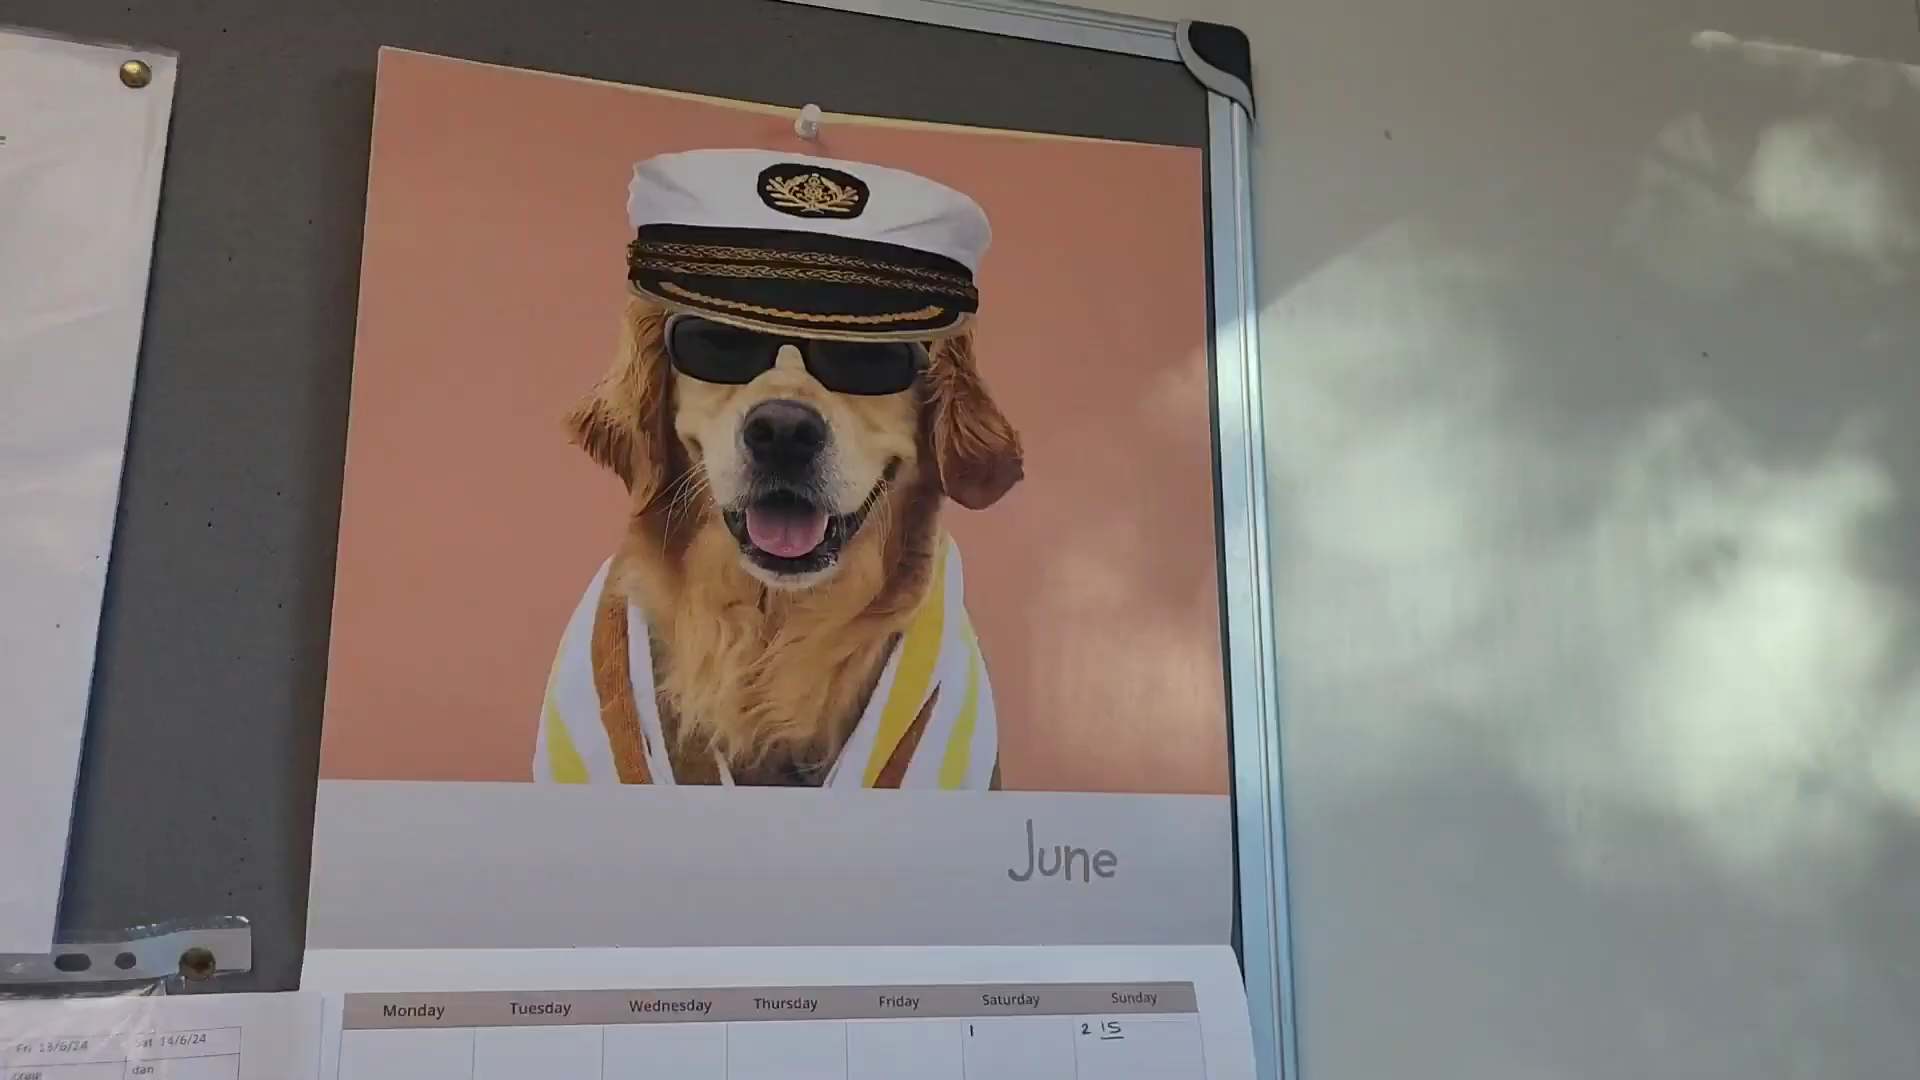 June
Monday Tuesday Wednesday Thursday Friday Saturday Sunday
1 2 15
Fri 13/6/24 Sat 14/6/24
dan